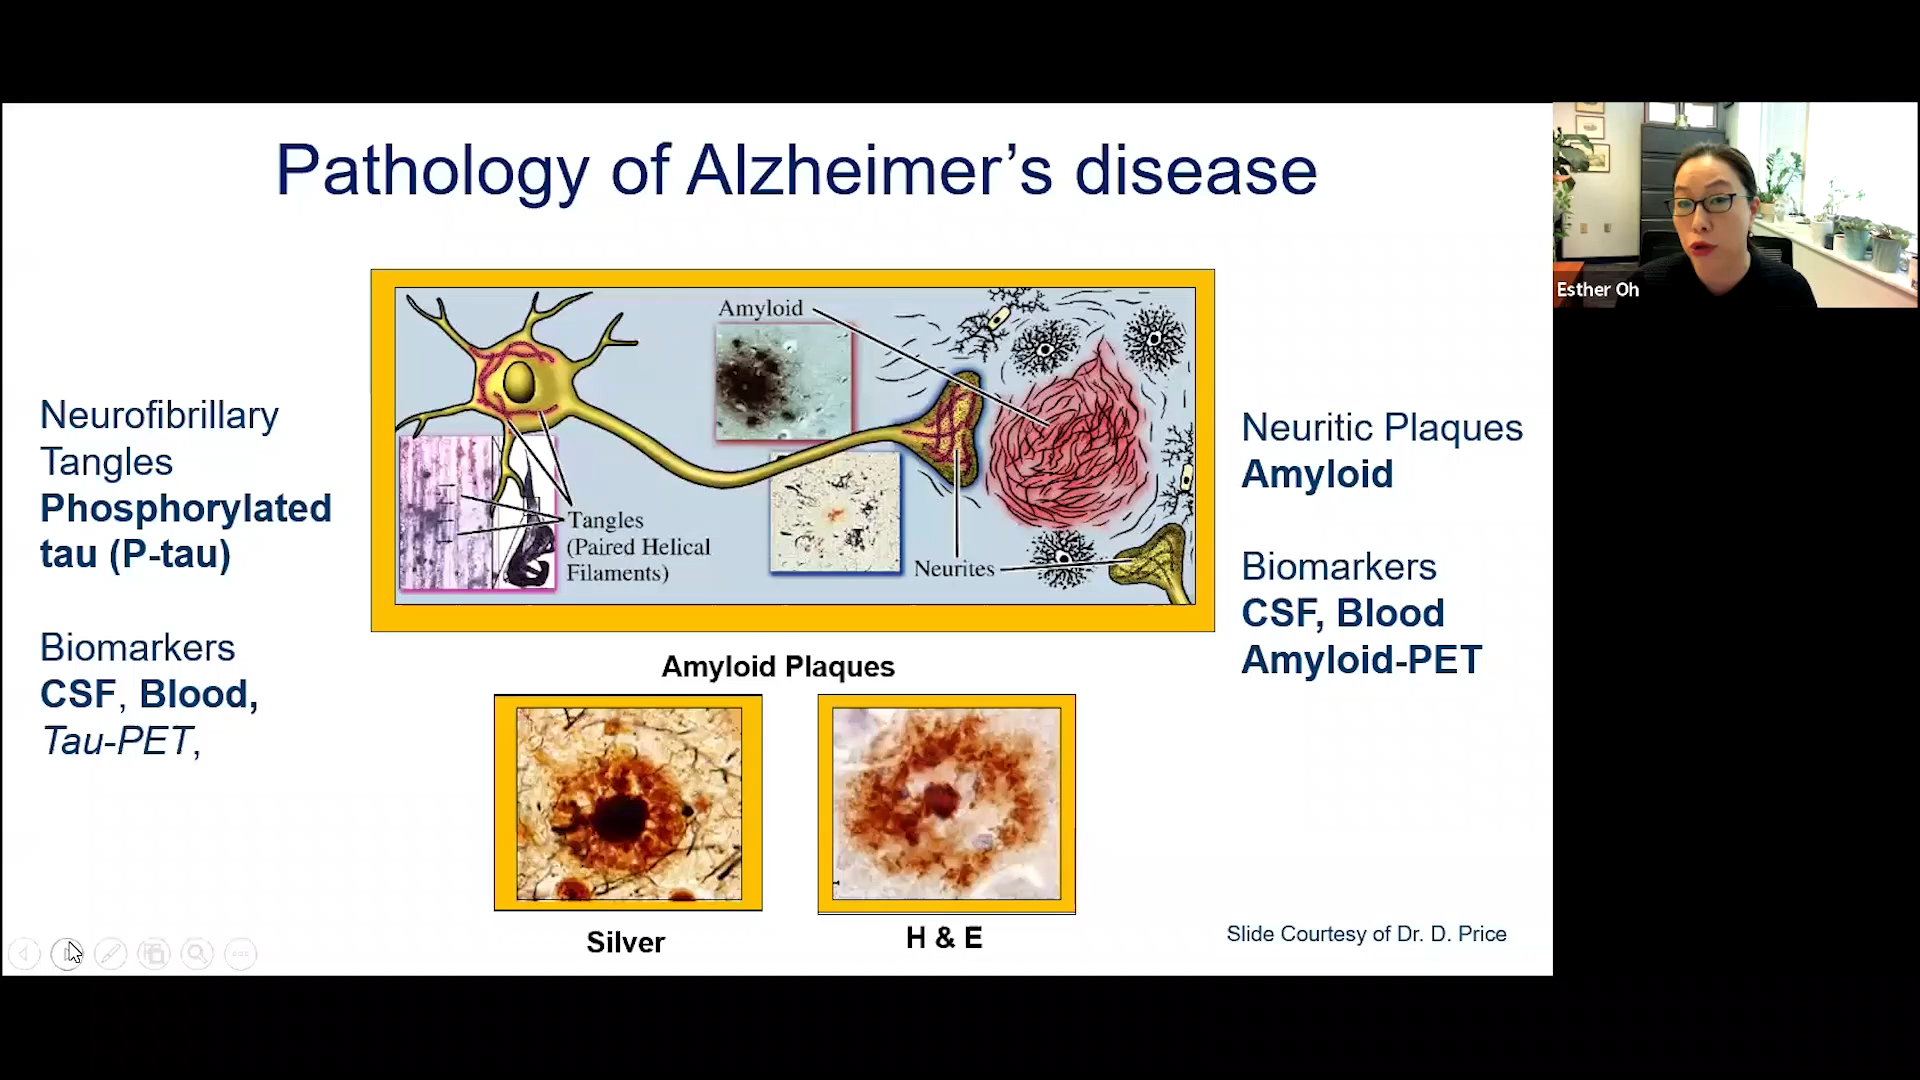 Pathology of Alzheimer’s disease
Esther Oh
Neurofibrillary
Tangles
Phosphorylated
tau (P-tau)
Biomarkers
CSF, Blood,
Tau-PET,
Amyloid
Tangles
(Paired Helical
Filaments)
Neurites
Neuritic Plaques
Amyloid
Biomarkers
CSF, Blood
Amyloid-PET
Amyloid Plaques
Silver
H & E
Slide Courtesy of Dr. D. Price